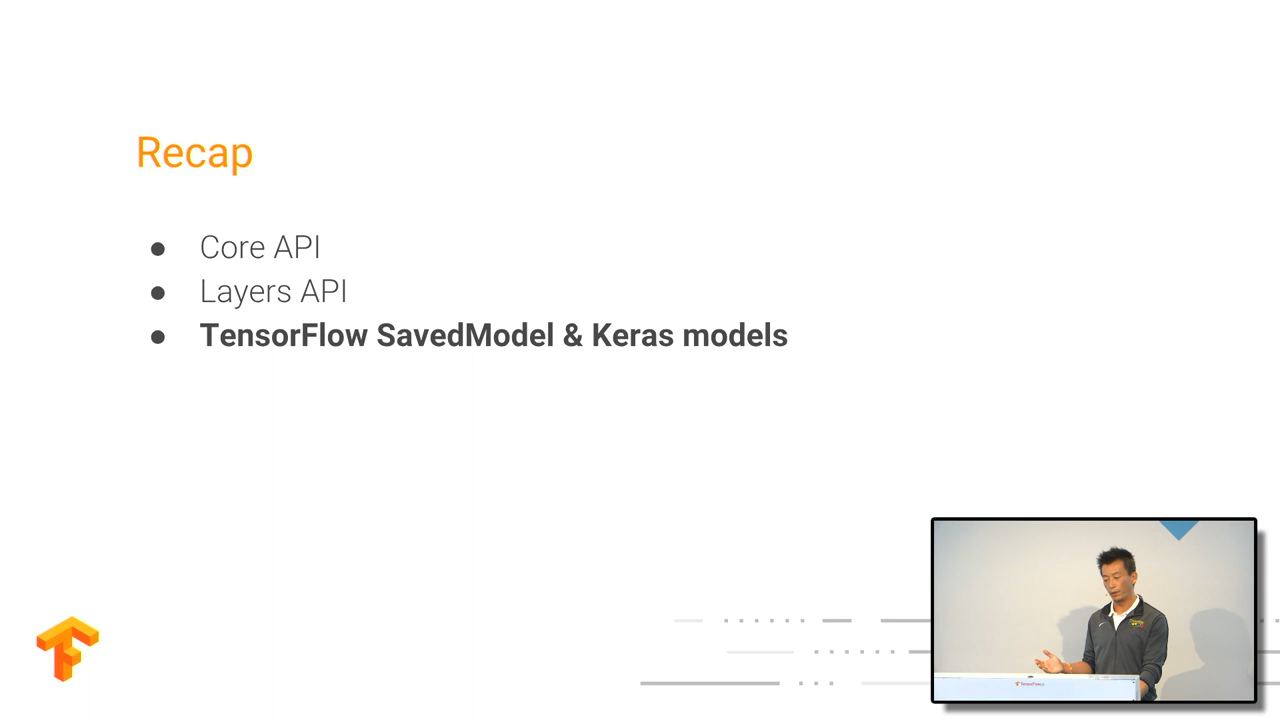 Recap
● Core API
● Layers API
● TensorFlow SavedModel & Keras models